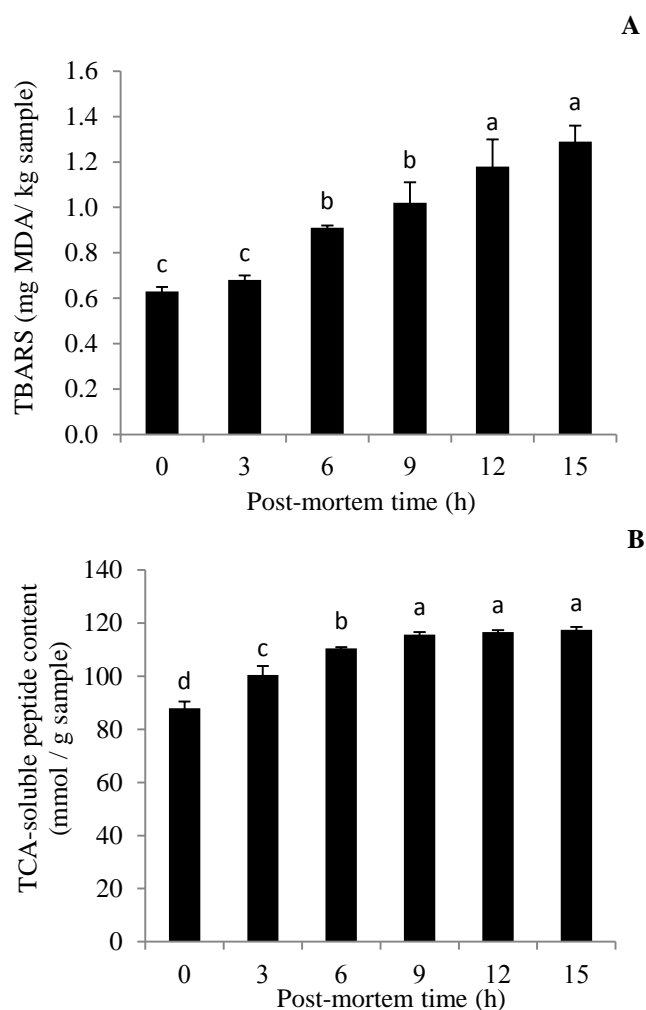 A
TBARS (mg MDA/ kg sample)
1.6
1.4
1.2
1.0
0.8
0.6
0.4
0.2
0.0
c
c
b
b
a
a
0 3 6 9 12 15
Post-mortem time (h)
B
TCA-soluble peptide content
(mmol / g sample)
140
120
100
80
60
40
20
0
d
c
b
a
a
a
0 3 6 9 12 15
Post-mortem time (h)